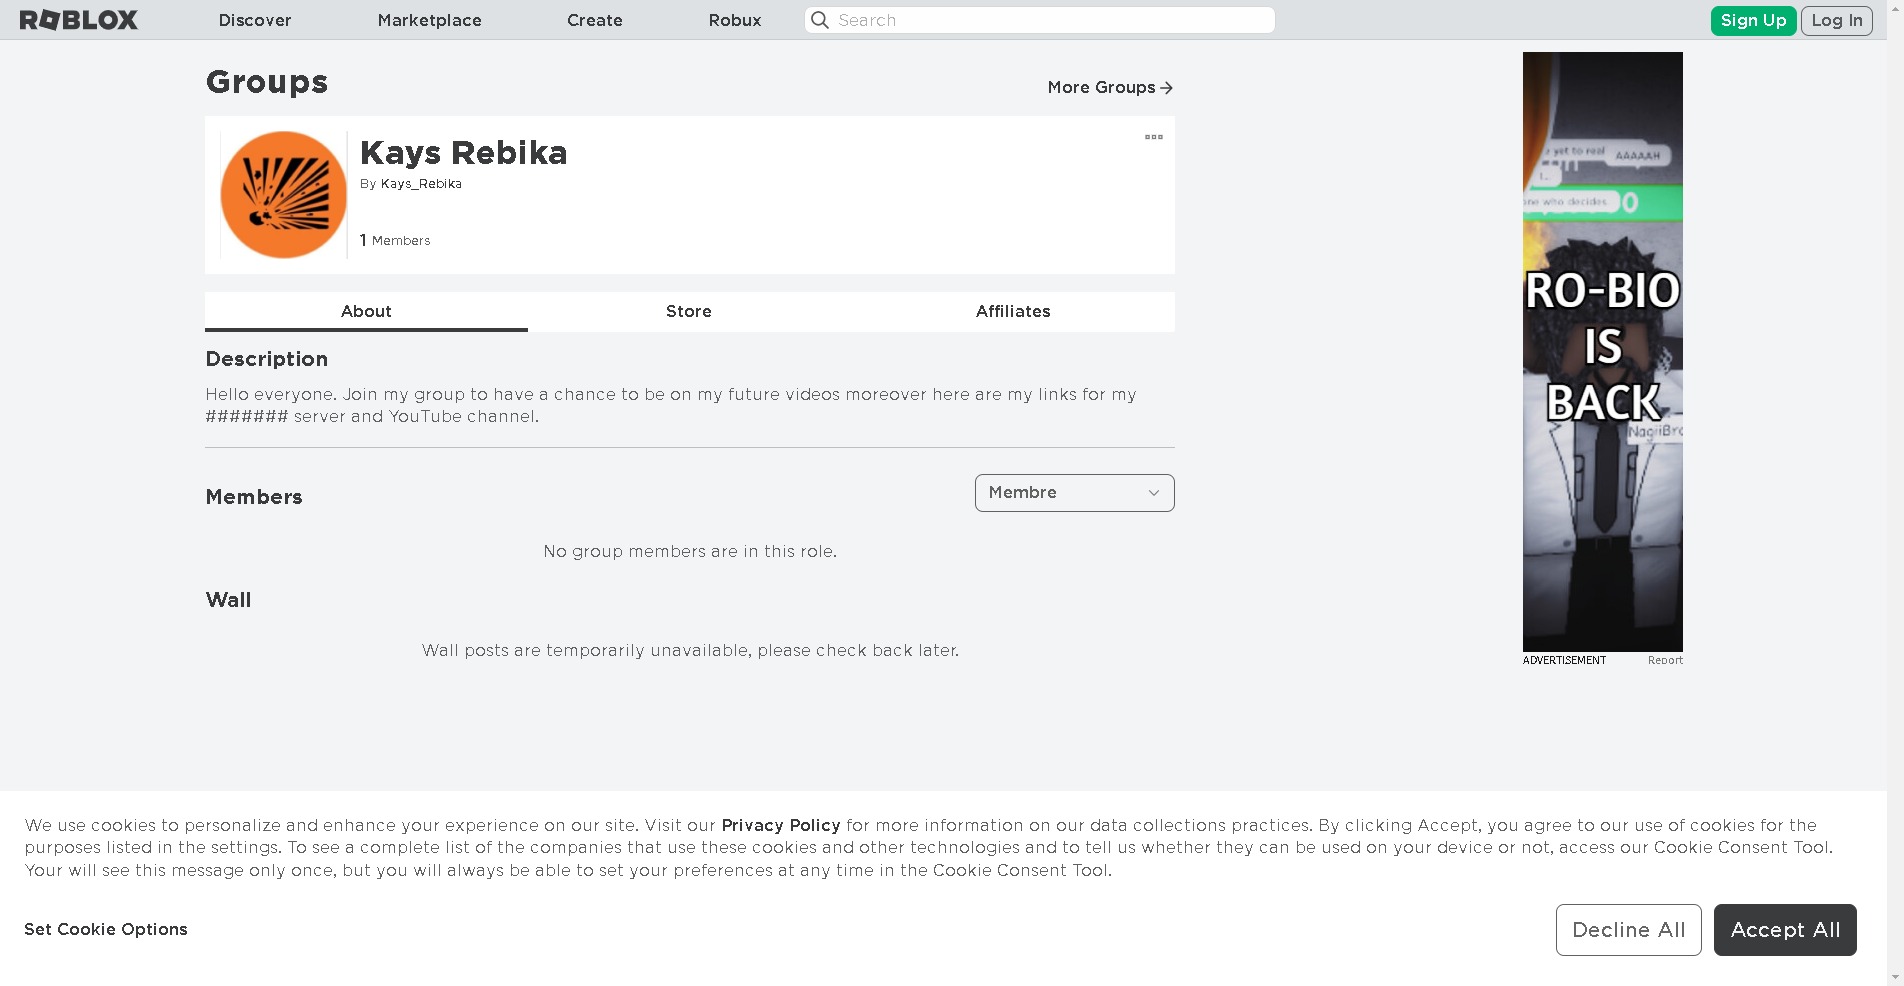 ROBLOX
Discover
Marketplace
Create
Robux
Search
Sign Up
Log In
Groups
More Groups
Kays Rebika
By Kays_Rebika
1 Members
About
Store
Affiliates
Description
Hello everyone. Join my group to have a chance to be on my future videos moreover here are my links for my
####### server and YouTube channel.
Members
Membre
No group members are in this role.
Wall
Wall posts are temporarily unavailable, please check back later.
yet to real
AAAAAH
one who decides.
0
RO-BIO
IS
BACK
ADVERTISEMENT
Report
We use cookies to personalize and enhance your experience on our site. Visit our Privacy Policy for more information on our data collections practices. By clicking Accept, you agree to our use of cookies for the
purposes listed in the settings. To see a complete list of the companies that use these cookies and other technologies and to tell us whether they can be used on your device or not, access our Cookie Consent Tool.
Your will see this message only once, but you will always be able to set your preferences at any time in the Cookie Consent Tool.
Set Cookie Options
Decline All
Accept All